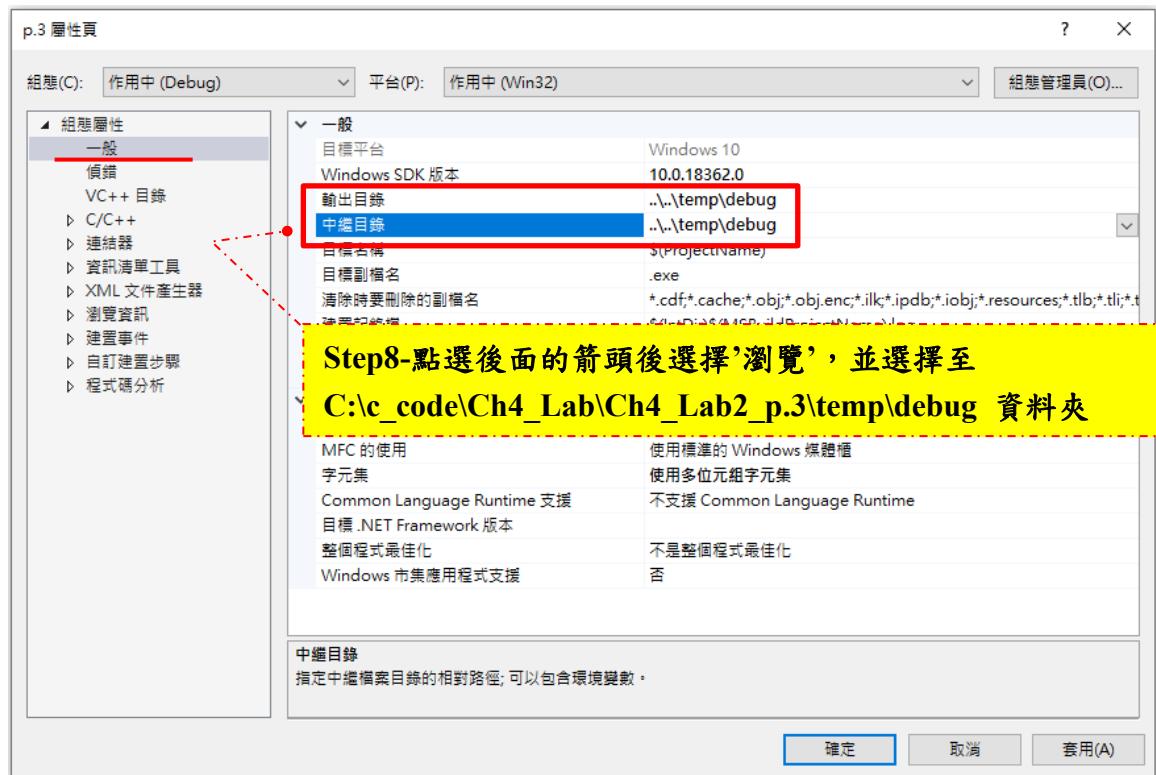 p.3 屬性頁 ? ×
組態(C): 作用中 (Debug) 平台(P): 作用中 (Win32) 組態管理員(O)...
組態屬性
一般
偵錯
VC++ 目錄
C/C++
連結器
資訊清單工具
XML 文件產生器
瀏覽資訊
建置事件
自訂建置步驟
程式碼分析
一般
目標平台 Windows 10
Windows SDK 版本 10.0.18362.0
輸出目錄 ..\..\temp\debug
中繼目錄 ..\..\temp\debug
目標名稱 $(ProjectName)
目標副檔名 .exe
清除時要刪除的副檔名 *.cdf;*.cache;*.obj;*.obj.enc;*.ilk;*.ipdb;*.iobj;*.resources;*.tlb;*.tli;*.t
建置記錄檔 $(IntDir)$(MSBuildProjectName).log
Step8-點選後面的箭頭後選擇’瀏覽’，並選擇至
C:\c_code\Ch4_Lab\Ch4_Lab2_p.3\temp\debug 資料夾
MFC 的使用 使用標準的 Windows 媒體櫃
字元集 使用多位元組字元集
Common Language Runtime 支援 不支援 Common Language Runtime
目標 .NET Framework 版本
整個程式最佳化 不是整個程式最佳化
Windows 市集應用程式支援 否
中繼目錄
指定中繼檔案目錄的相對路徑; 可以包含環境變數。
確定 取消 套用(A)